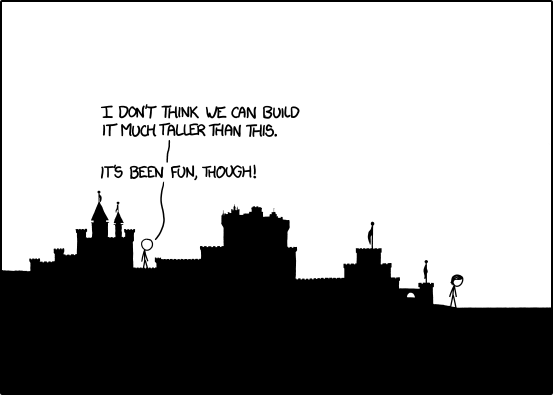 I DON'T THINK WE CAN BUILD
IT MUCH TALLER THAN THIS.
IT'S BEEN FUN, THOUGH!